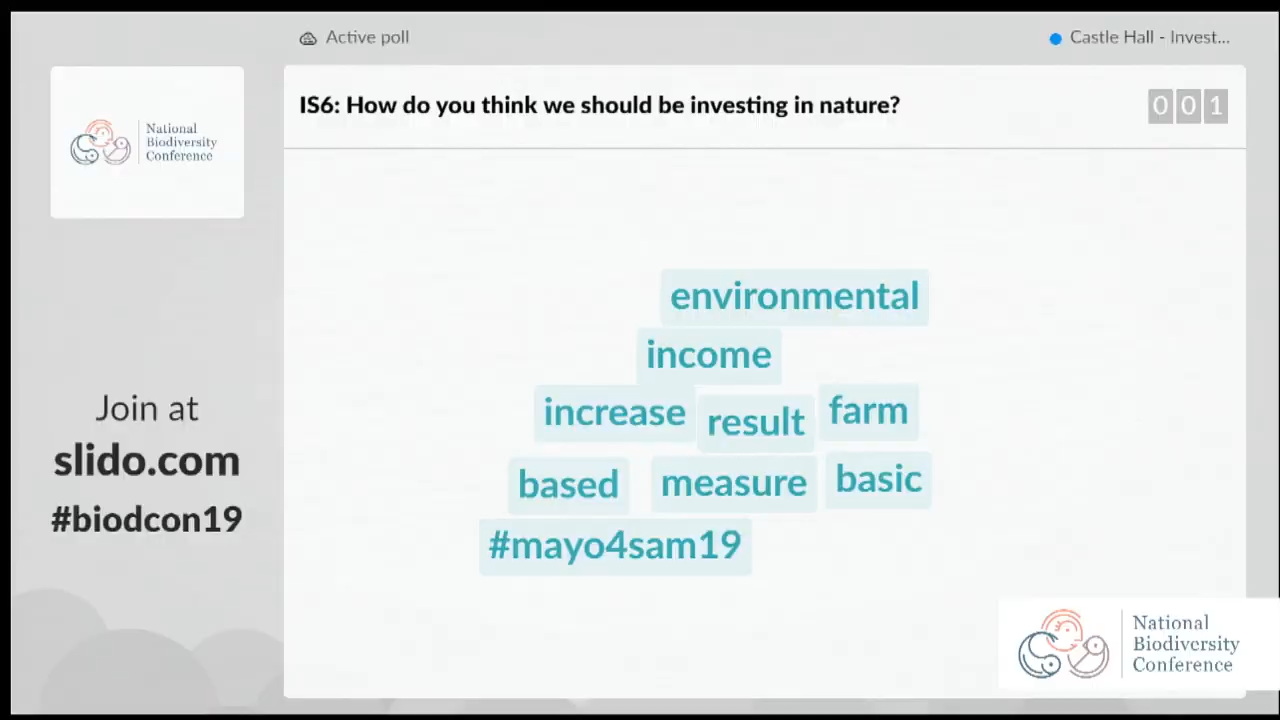 Active poll
Castle Hall - Invest...
National
Biodiversity
Conference
IS6: How do you think we should be investing in nature?
001
environmental
income
increase result farm
based measure basic
#mayo4sam19
Join at
slido.com
#biodcon19
National
Biodiversity
Conference